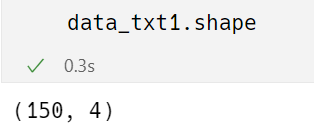 data_txt1.shape
0.3s
(150, 4)